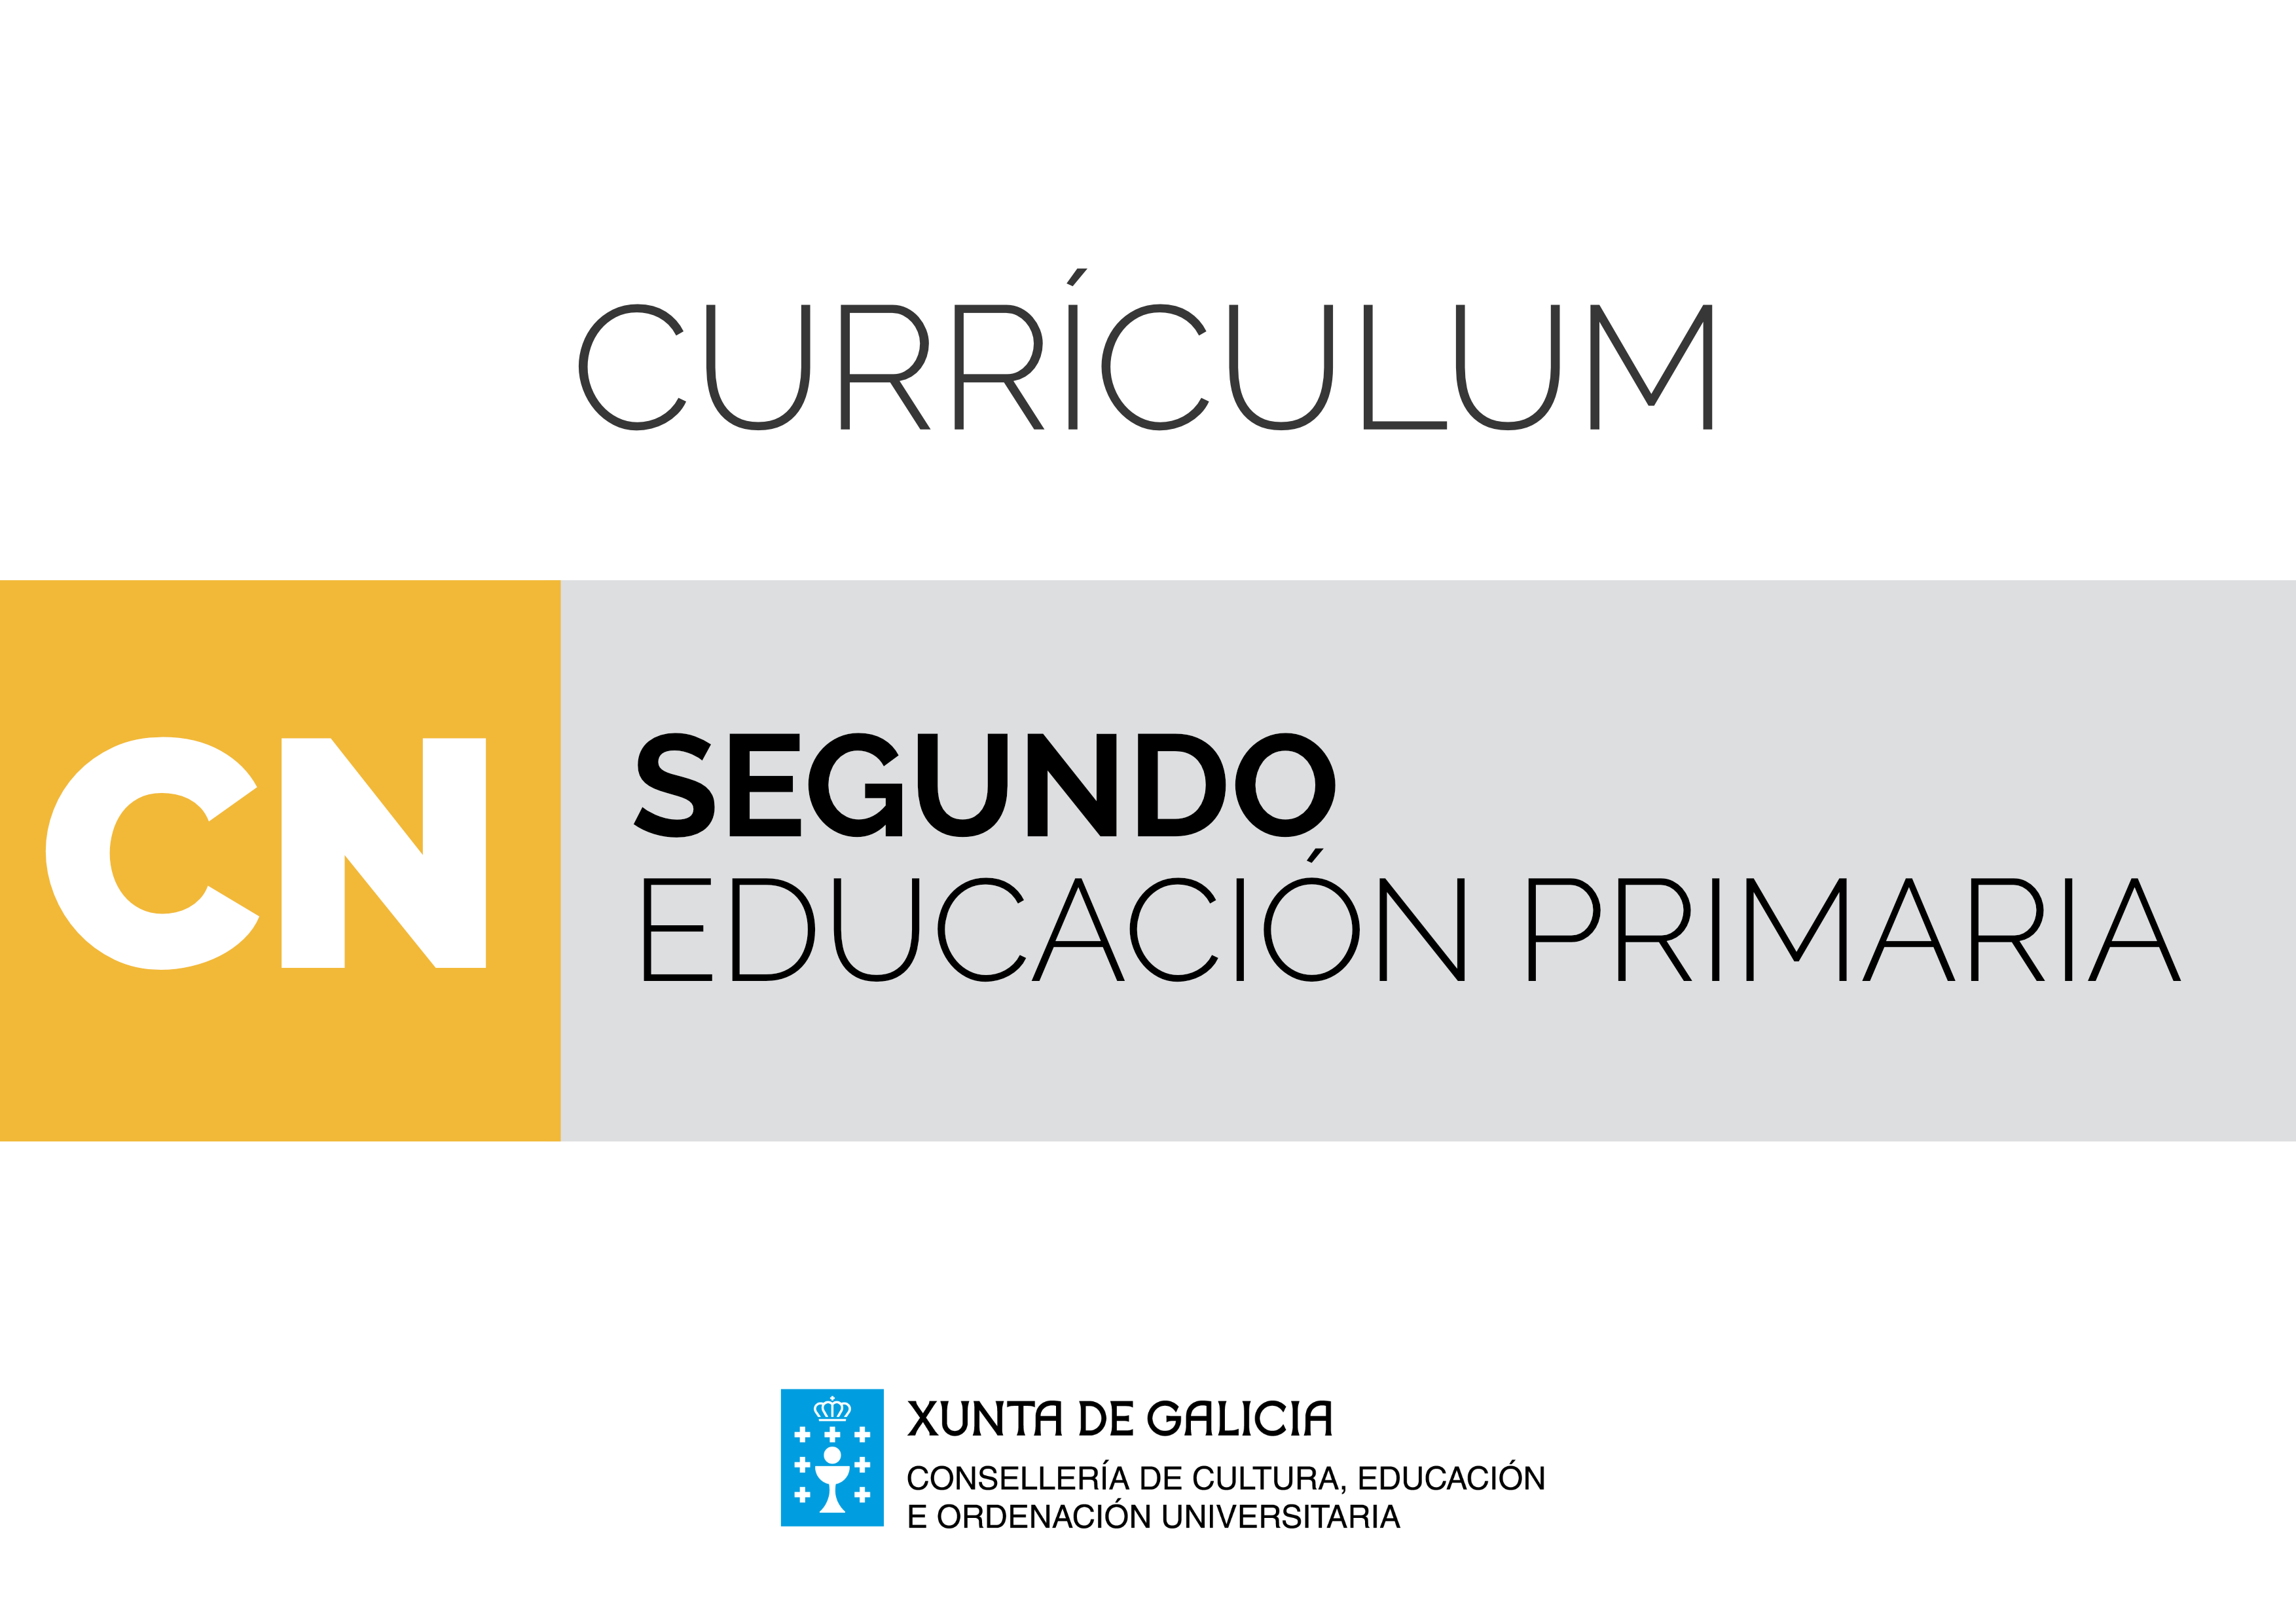 CURRÍCULUM
CN
SEGUNDO
EDUCACIÓN PRIMARIA
XUNTA DE GALICIA
CONSELLERÍA DE CULTURA, EDUCACIÓN
E ORDENACIÓN UNIVERSITARIA